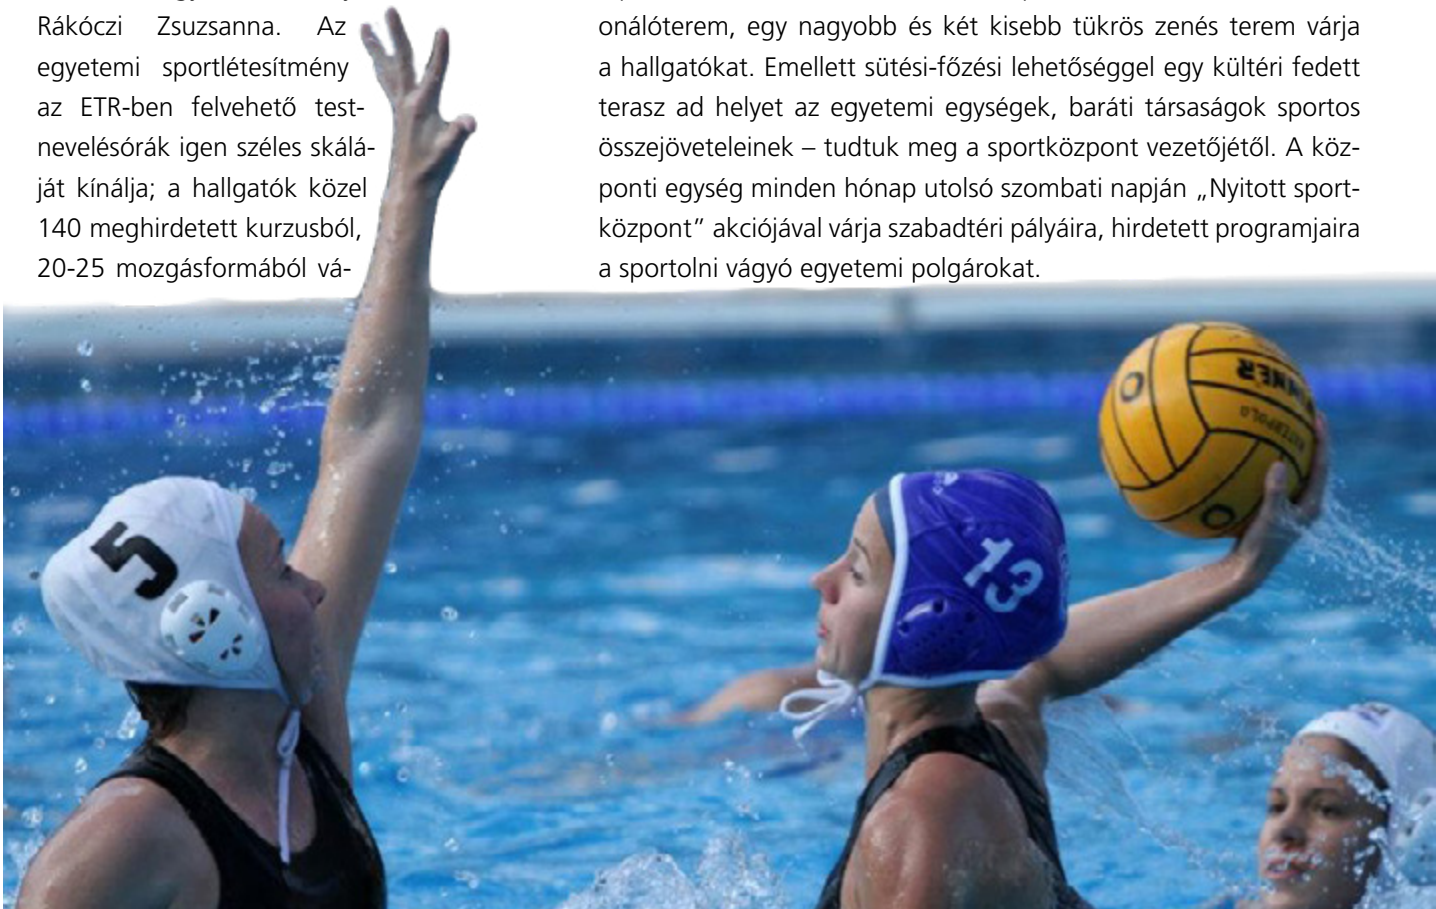 Rákóczi Zsuzsanna. Az
egyetemi sportlétesítmény
az ETR-ben felvehető test-
nevelésórák igen széles skálá-
ját kínálja; a hallgatók közel
140 meghirdetett kurzusból,
20-25 mozgásformából vá-
onálóterem, egy nagyobb és két kisebb tükrös zenés terem várja
a hallgatókat. Emellett sütési-főzési lehetőséggel egy kültéri fedett
terasz ad helyet az egyetemi egységek, baráti társaságok sportos
összejöveteleinek – tudtuk meg a sportközpont vezetőjétől. A köz-
ponti egység minden hónap utolsó szombati napján „Nyitott sport-
központ” akciójával várja szabadtéri pályáira, hirdetett programjaira
a sportolni vágyó egyetemi polgárokat.
WINNER
WATERPOLO
5
13